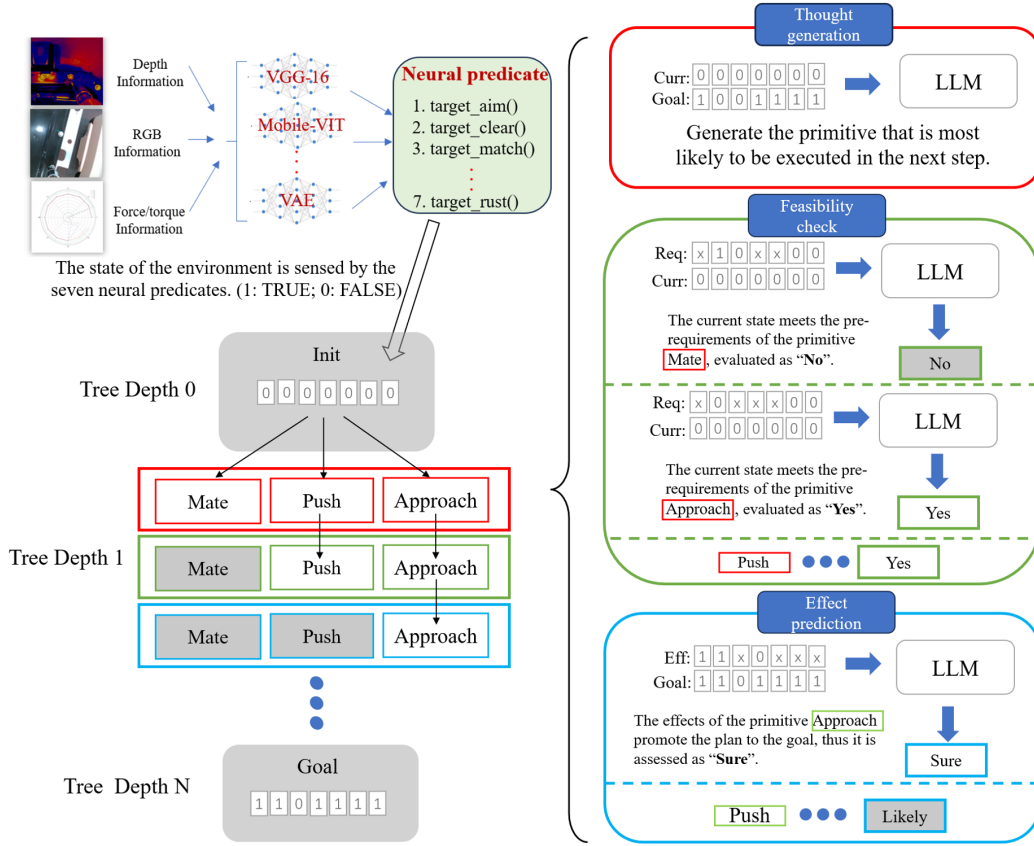 Depth
Information
RGB
Information
Force/torque
Information
VGG-16
Mobile-VIT
VAE
Neural predicate
1. target_aim()
2. target_clear()
3. target_match()
7. target_rust()
The state of the environment is sensed by the
seven neural predicates. (1: TRUE; 0: FALSE)
Tree Depth 0
Init
0 0 0 0 0 0 0
Tree Depth 1
Mate Push Approach
Mate Push Approach
Mate Push Approach
Tree Depth N
Goal
1 1 0 1 1 1 1
Thought
generation
Curr: 0 0 0 0 0 0 0
Goal: 1 0 0 1 1 1 1
LLM
Generate the primitive that is most
likely to be executed in the next step.
Feasibility
check
Req: x 1 0 x x 0 0
Curr: 0 0 0 0 0 0 0
LLM
The current state meets the pre-
requirements of the primitive
Mate, evaluated as “No”.
No
Req: x 0 x x x 0 0
Curr: 0 0 0 0 0 0 0
LLM
The current state meets the pre-
requirements of the primitive
Approach, evaluated as “Yes”.
Yes
Push Yes
Effect
prediction
Eff: 1 1 x 0 x x x
Goal: 1 1 0 1 1 1 1
LLM
The effects of the primitive Approach
promote the plan to the goal, thus it is
assessed as “Sure”.
Sure
Push Likely